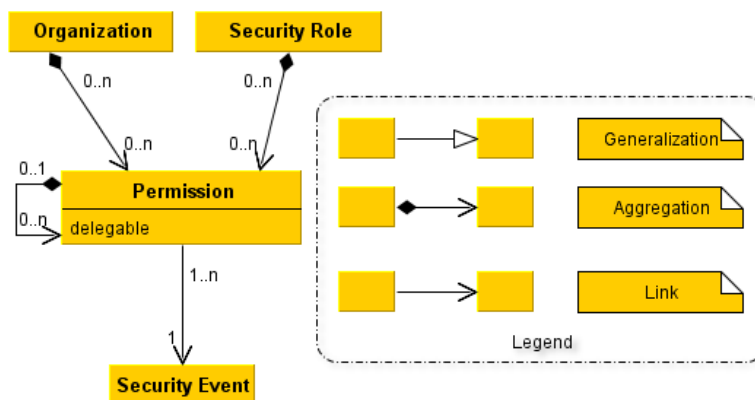 Organization
Security Role
0..n
0..n
0..n
0..n
0..1
Permission
0..n
delegable
1..n
1
Security Event
Generalization
Aggregation
Link
Legend